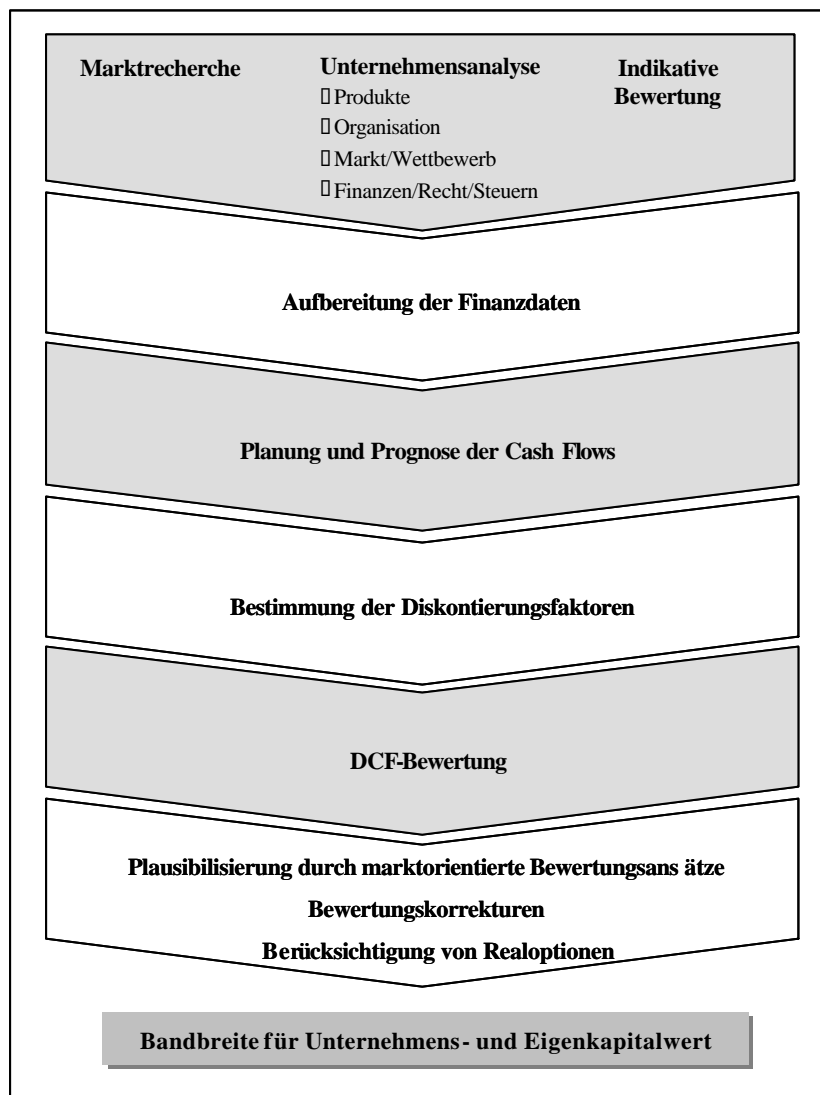 Marktrecherche
Unternehmensanalyse
Produkte
Organisation
Markt/Wettbewerb
Finanzen/Recht/Steuern
Indikative
Bewertung
Aufbereitung der Finanzdaten
Planung und Prognose der Cash Flows
Bestimmung der Diskontierungsfaktoren
DCF-Bewertung
Plausibilisierung durch marktorientierte Bewertungsans ätze
Bewertungskorrekturen
Berücksichtigung von Realoptionen
Bandbreite für Unternehmens- und Eigenkapitalwert